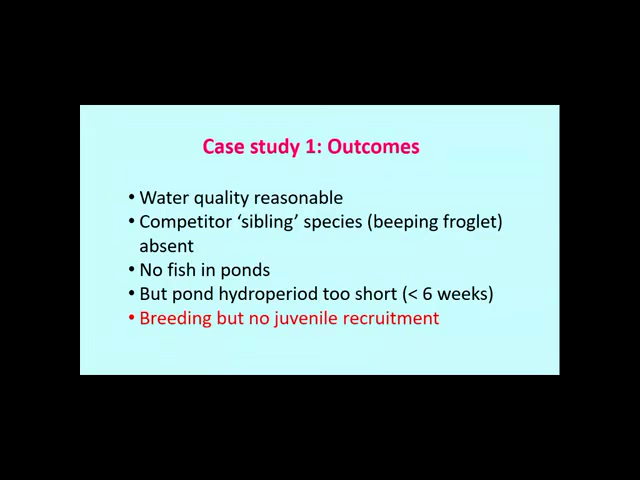 Case study 1: Outcomes
• Water quality reasonable
• Competitor ‘sibling’ species (beeping froglet)
absent
• No fish in ponds
• But pond hydroperiod too short (< 6 weeks)
• Breeding but no juvenile recruitment